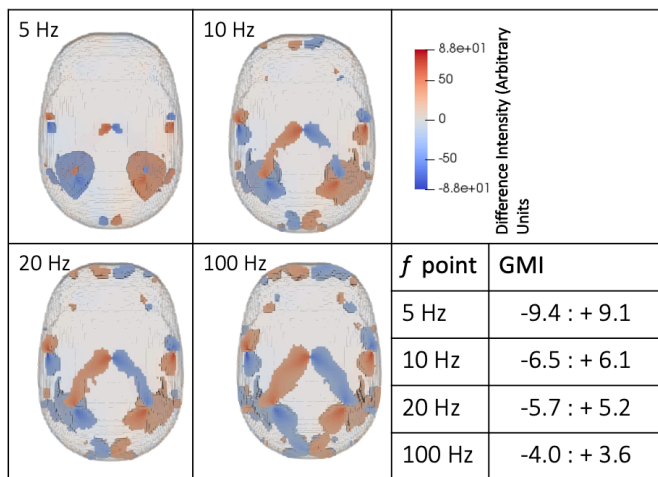 5 Hz
10 Hz
8.8e+01
50
0
-50
-8.8e+01
Difference Intensity (Arbitrary
Units
20 Hz
100 Hz
f point GMI
5 Hz -9.4 : + 9.1
10 Hz -6.5 : + 6.1
20 Hz -5.7 : + 5.2
100 Hz -4.0 : + 3.6